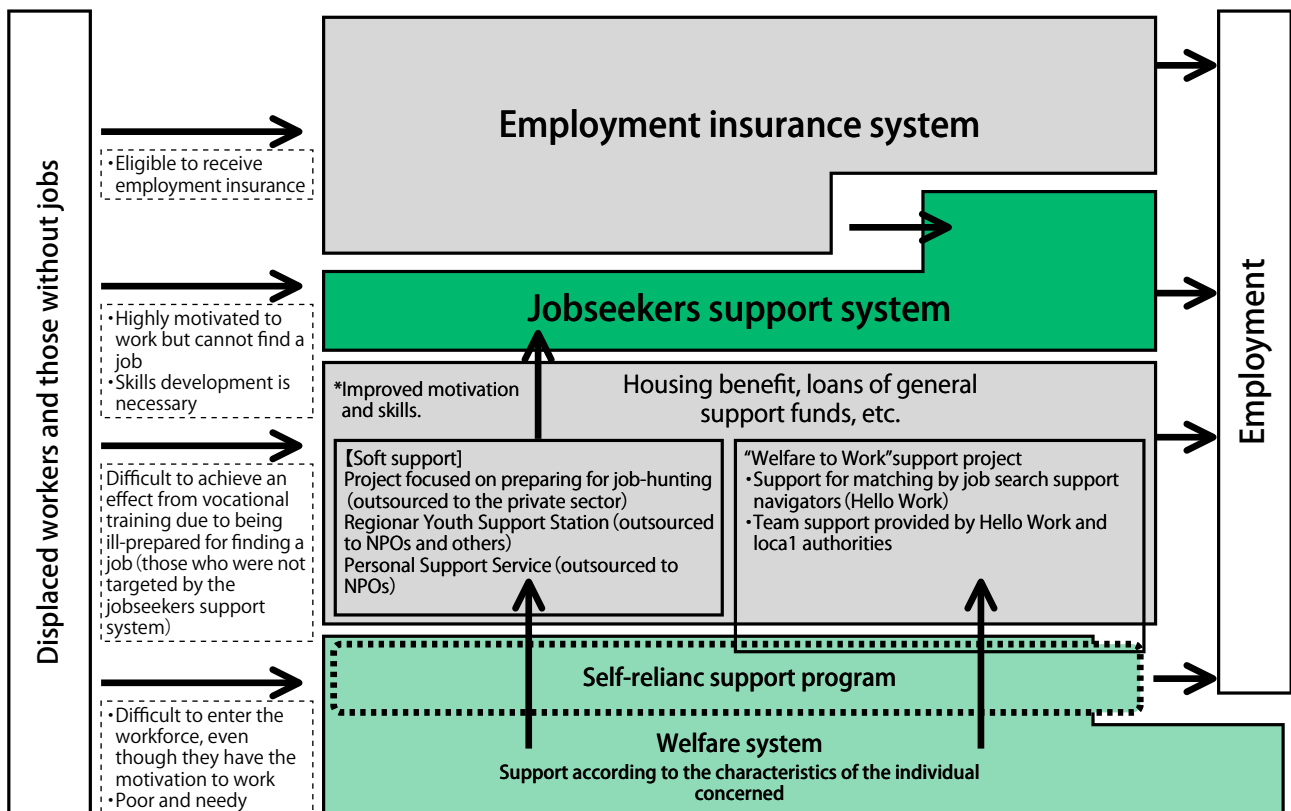 Displaced workers and those without jobs
Employment insurance system
・Eligible to receive
employment insurance
Jobseekers support system
・Highly motivated to
work but cannot find a
job
・Skills development is
necessary
*Improved motivation
and skills.
Housing benefit, loans of general
support funds, etc.
Difficult to achieve an
effect from vocational
training due to being
ill-prepared for finding a
job (those who were not
targeted by the
jobseekers support
system)
【Soft support]
Project focused on preparing for job-hunting
(outsourced to the private sector)
Regionar Youth Support Station (outsourced
to NPOs and others)
Personal Support Service (outsourced to
NPOs)
"Welfare to Work"support project
・Support for matching by job search support
navigators (Hello Work)
・Team support provided by Hello Work and
loca1 authorities
Self-relianc support program
・Difficult to enter the
workforce, even
though they have the
motivation to work
・Poor and needy
Welfare system
Support according to the characteristics of the individual
concerned
Employment